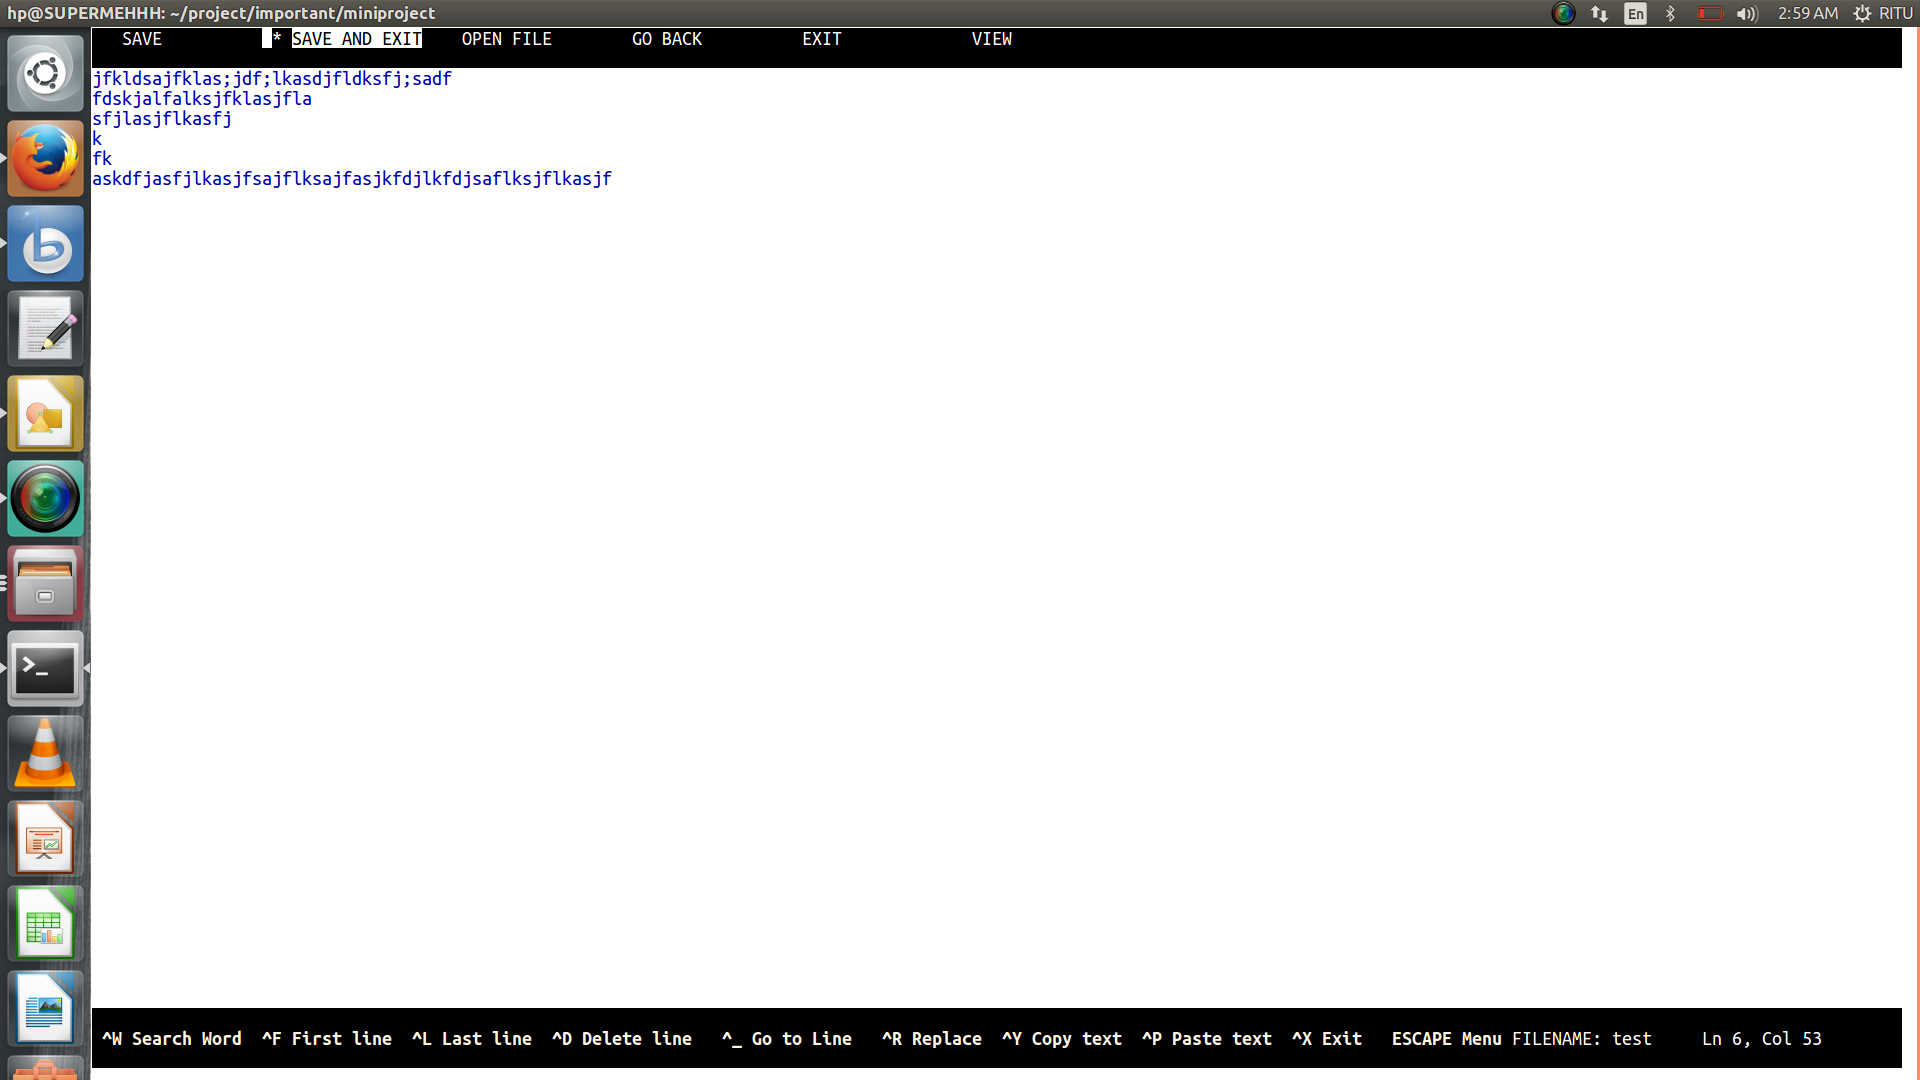 hp@SUPERMEHHH: ~/project/important/miniproject
En 2:59 AM RITU
SAVE * SAVE AND EXIT OPEN FILE GO BACK EXIT VIEW
jfkldsajfklas;jdf;lkasdjfldksfj;sadf
fdskjalfalksjfklasjfla
sfjlasjflkasfj
k
fk
askdfjasfjlkasjfsajflksajfasjkfdjlkfdjsaflksjflkasjf
^W Search Word ^F First line ^L Last line ^D Delete line ^_ Go to Line ^R Replace ^Y Copy text ^P Paste text ^X Exit ESCAPE Menu FILENAME: test Ln 6, Col 53